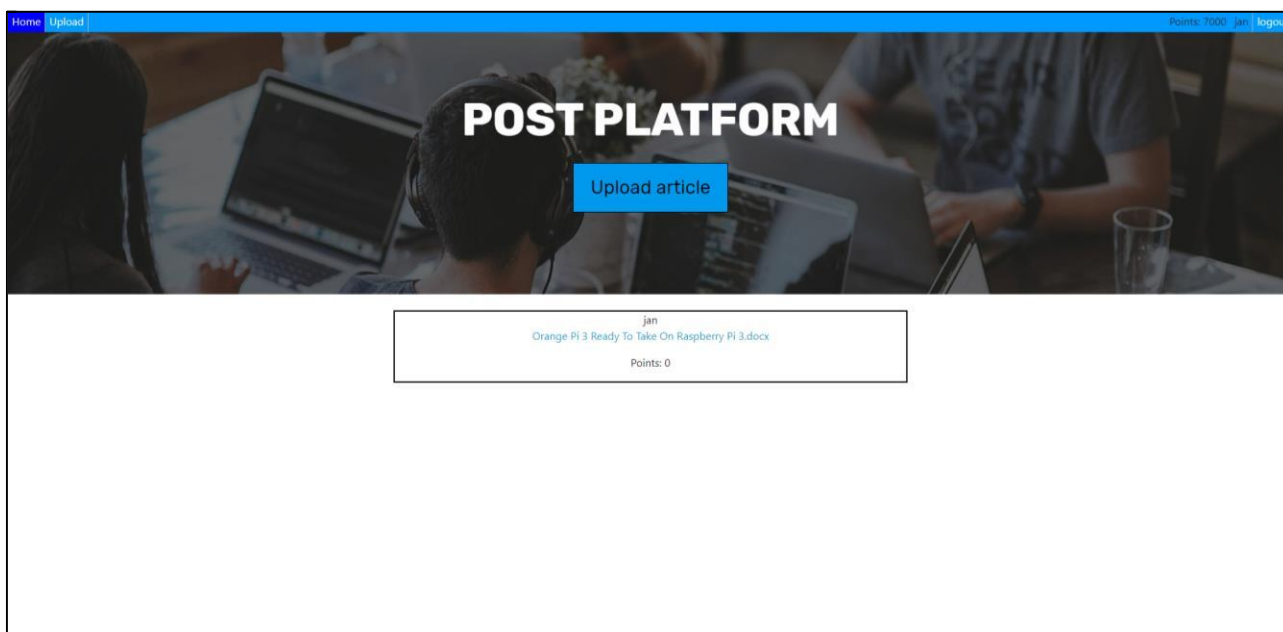 Home Upload Points: 7000 jan logou
POST PLATFORM
Upload article
jan
Orange Pi 3 Ready To Take On Raspberry Pi 3.docx
Points: 0